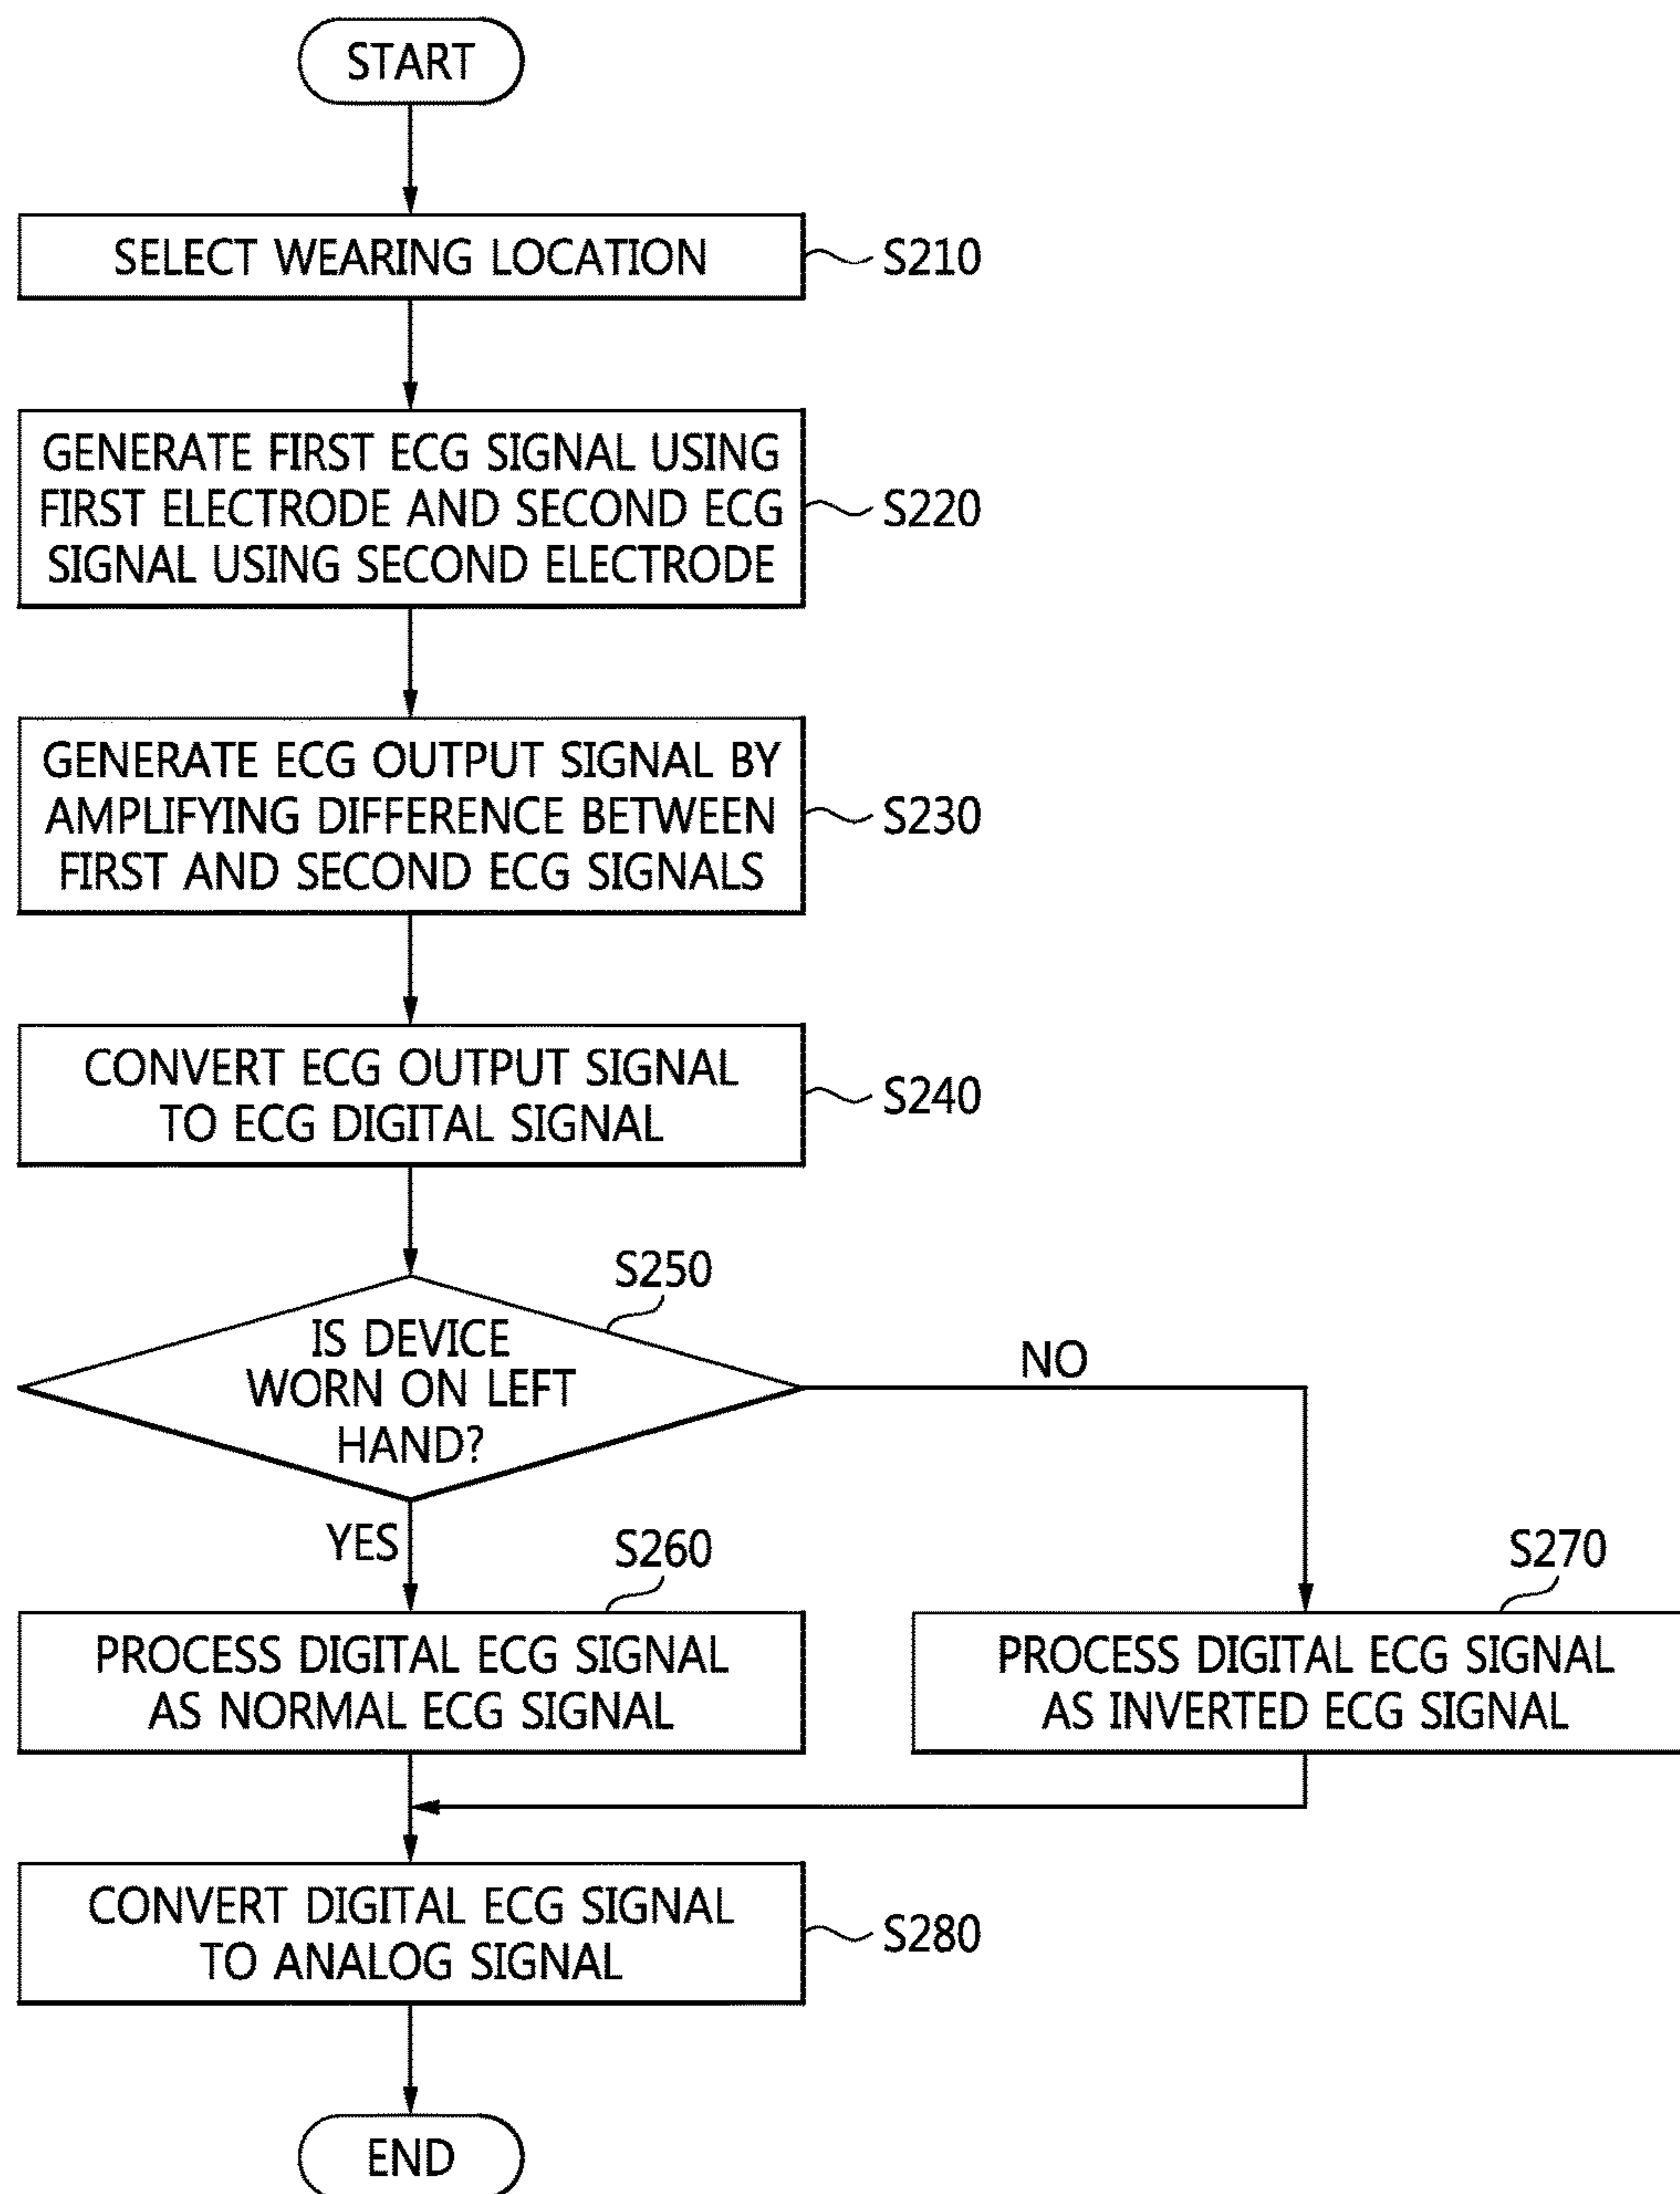 START
SELECT WEARING LOCATION
S210
GENERATE FIRST ECG SIGNAL USING
FIRST ELECTRODE AND SECOND ECG
SIGNAL USING SECOND ELECTRODE
S220
GENERATE ECG OUTPUT SIGNAL BY
AMPLIFYING DIFFERENCE BETWEEN
FIRST AND SECOND ECG SIGNALS
S230
CONVERT ECG OUTPUT SIGNAL
TO ECG DIGITAL SIGNAL
S240
S250
IS DEVICE
WORN ON LEFT
HAND?
NO
YES
S260
PROCESS DIGITAL ECG SIGNAL
AS NORMAL ECG SIGNAL
S270
PROCESS DIGITAL ECG SIGNAL
AS INVERTED ECG SIGNAL
CONVERT DIGITAL ECG SIGNAL
TO ANALOG SIGNAL
S280
END